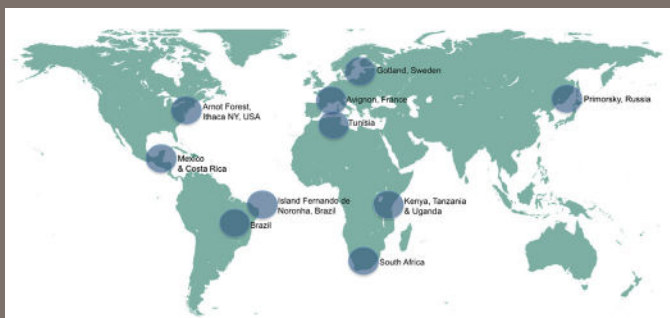 Gotland, Sweden
Avignon, France
Primorsky, Russia
Arnot Forest,
Ithaca NY, USA
Tunisia
Mexico
& Costa Rica
Island Fernando de
Noronha, Brazil
Kenya, Tanzania
& Uganda
Brazil
South Africa